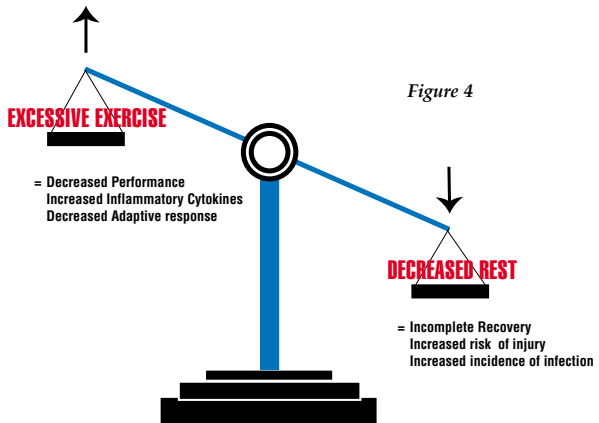 Figure 4
EXCESSIVE EXERCISE
= Decreased Performance
Increased Inflammatory Cytokines
Decreased Adaptive response
DECREASED REST
= Incomplete Recovery
Increased risk of injury
Increased incidence of infection